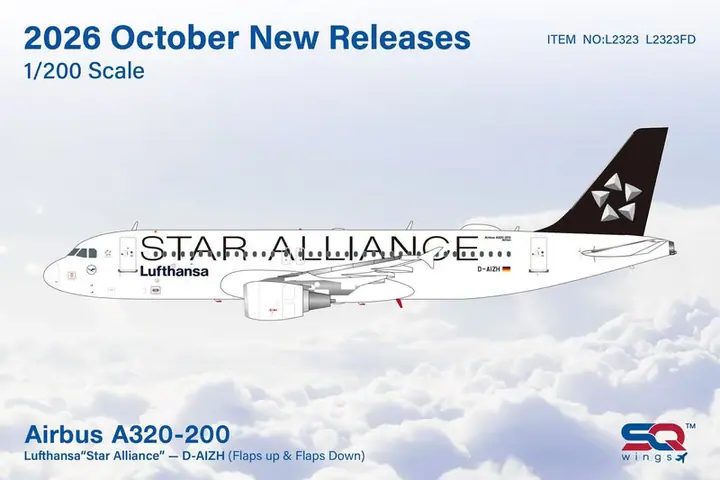 2026 October New Releases
ITEM NO:L2323 L2323FD
1/200 Scale
STAR ALLIANCE
Lufthansa
D-AIZH
Airbus A320-200
Lufthansa“Star Alliance” — D-AIZH (Flaps up & Flaps Down)
SQ TM
wings